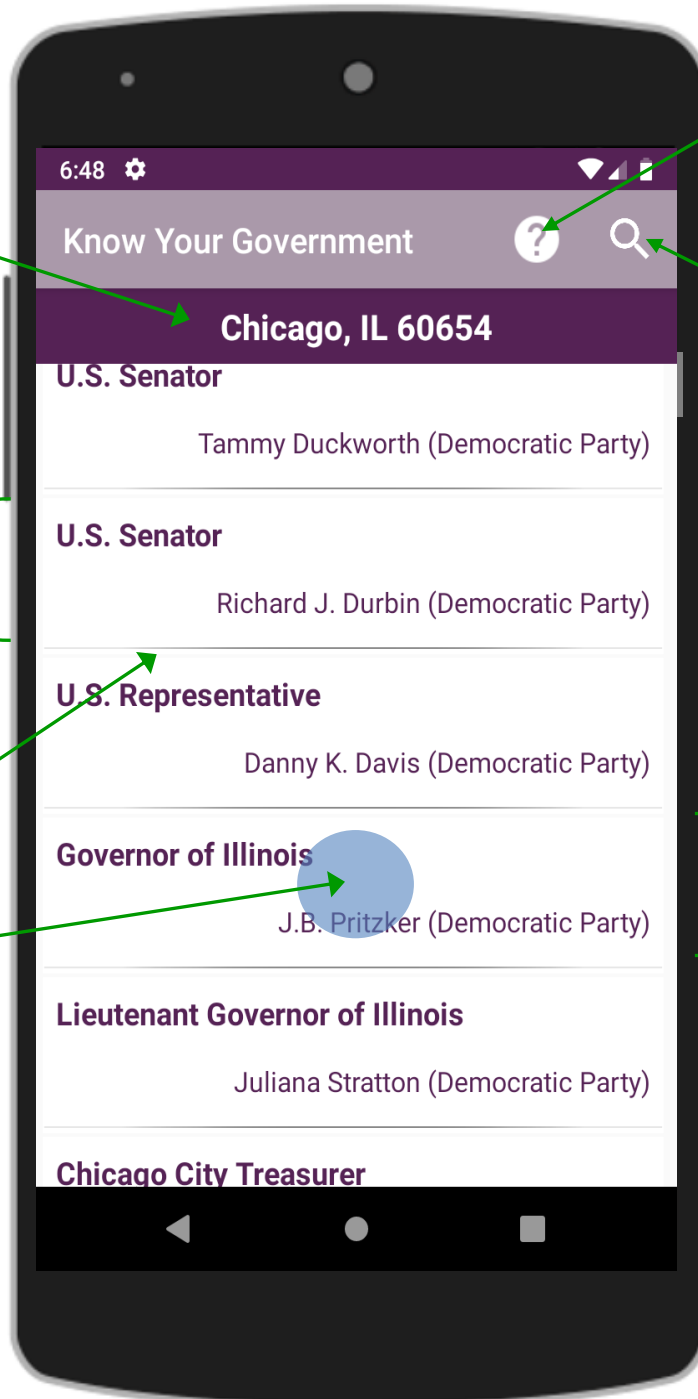 6:48
Know Your Government
Chicago, IL 60654
U.S. Senator
Tammy Duckworth (Democratic Party)
U.S. Senator
Richard J. Durbin (Democratic Party)
U.S. Representative
Danny K. Davis (Democratic Party)
Governor of Illinois
J.B. Pritzker (Democratic Party)
Lieutenant Governor of Illinois
Juliana Stratton (Democratic Party)
Chicago City Treasurer